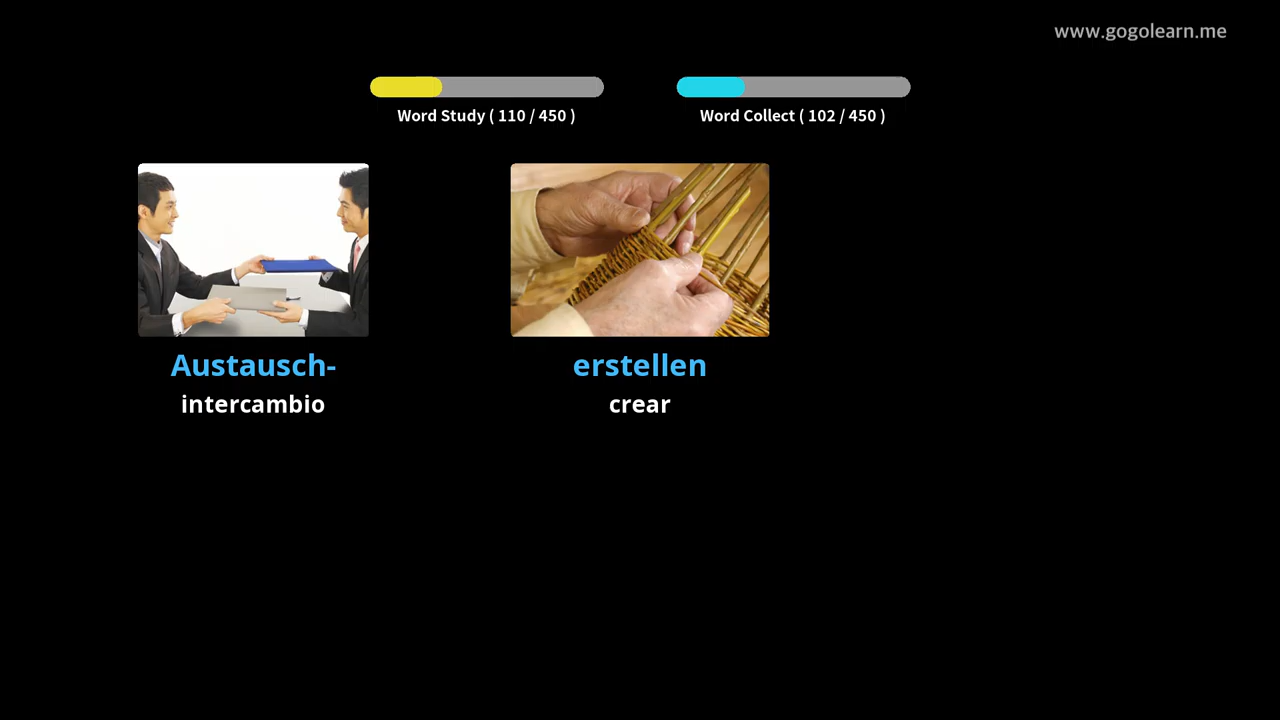 www.gogolearn.me
Word Study ( 110 / 450 )
Word Collect ( 102 / 450 )
Austausch-
intercambio
erstellen
crear